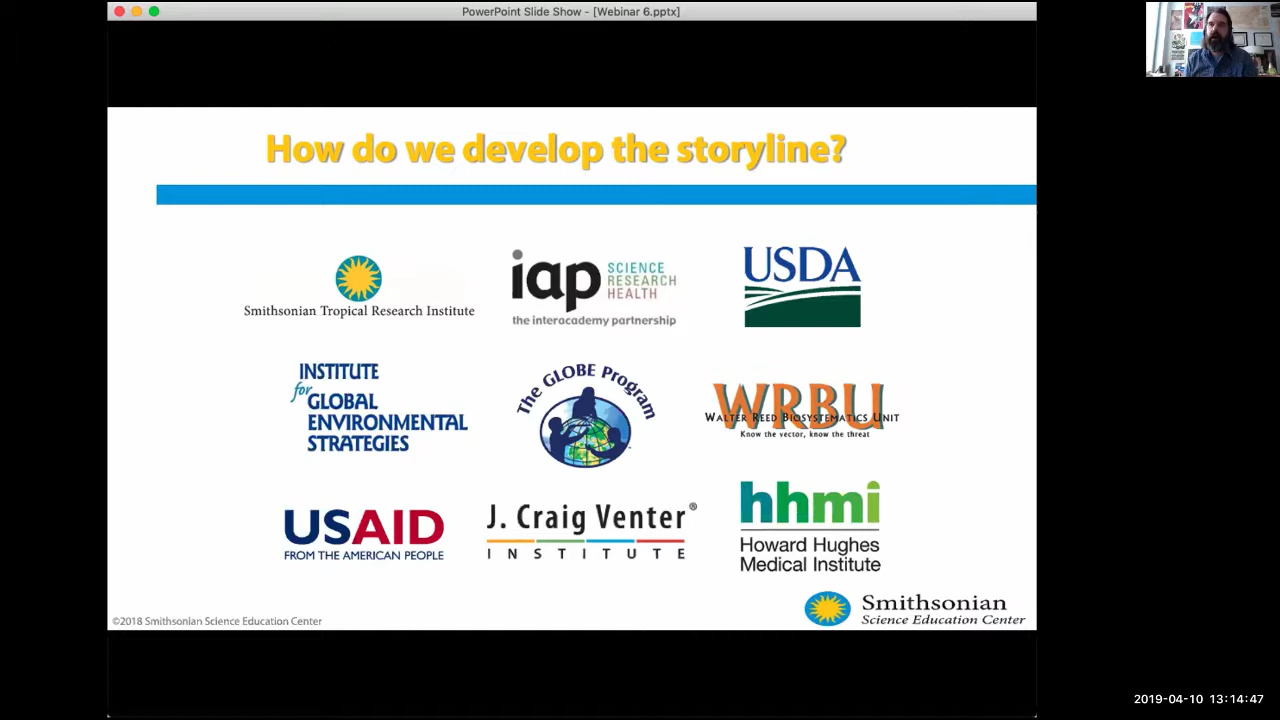 PowerPoint Slide Show - [Webinar 6.pptx]
How do we develop the storyline?
Smithsonian Tropical Research Institute
iap SCIENCE
RESEARCH
HEALTH
the interacademy partnership
USDA
INSTITUTE
for GLOBAL
ENVIRONMENTAL
STRATEGIES
The GLOBE Program
WRBU
WALTER REED BIOSYSTEMATICS UNIT
Know the vector, know the threat
USAID
FROM THE AMERICAN PEOPLE
J. Craig Venter®
INSTITUTE
hhmi
Howard Hughes
Medical Institute
Smithsonian
Science Education Center
©2018 Smithsonian Science Education Center
2019-04-10 13:14:47